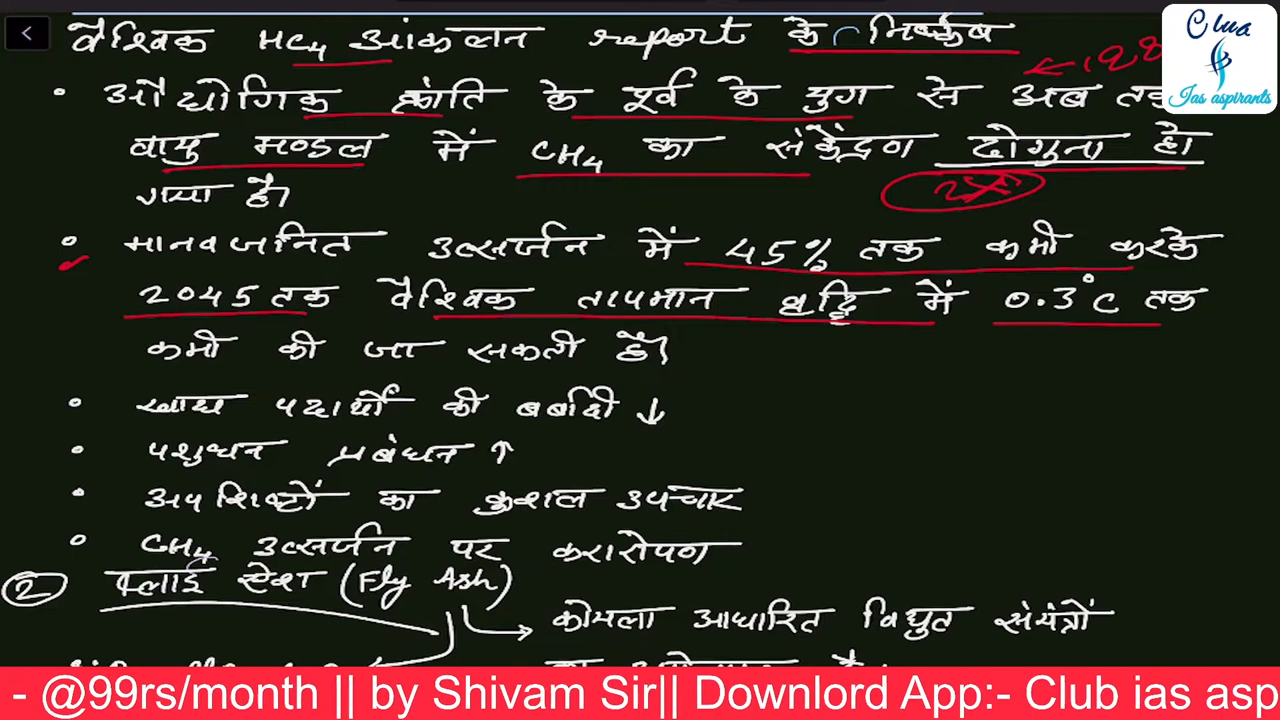 वैश्विक HC4 आंकलन report के निष्कर्ष
• औद्योगिक क्रांति के पूर्व के युग से अब तक
वायु मण्डल में CH4 का संकेंद्रण दोगुना हो
गया है।
• मानवजनित उत्सर्जन में 45% तक कमी करके
2045 तक वैश्विक तापमान वृद्धि में 0.3°C तक
कमी की जा सकती है।
• खाद्य पदार्थों की बर्बादी ↓
• पशुधन प्रबंधन ↑
• अपशिष्टों का कुशल उपचार
• CH4 उत्सर्जन पर करारोपण
② फ्लाई ऐश (Fly Ash)
→ कोयला आधारित विद्युत संयंत्रों
Clua
Ias aspirants
- @99rs/month || by Shivam Sir|| Downlord App:- Club ias asp